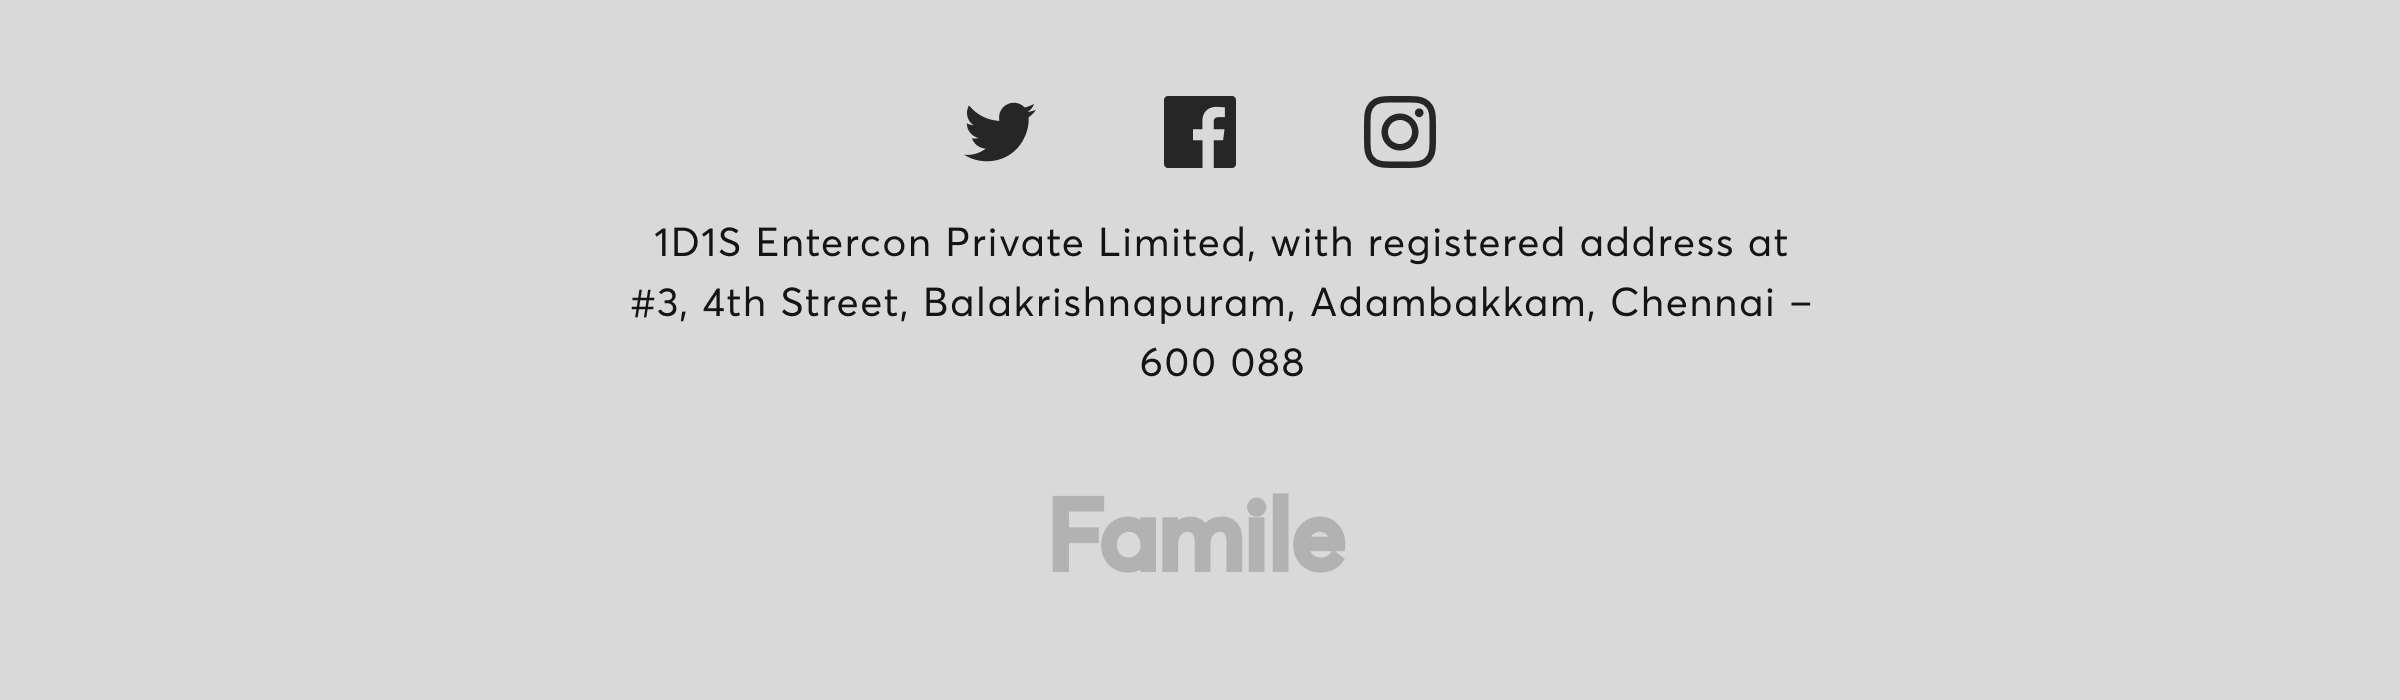 1D1S Entercon Private Limited, with registered address at
#3, 4th Street, Balakrishnapuram, Adambakkam, Chennai –
600 088
Famile